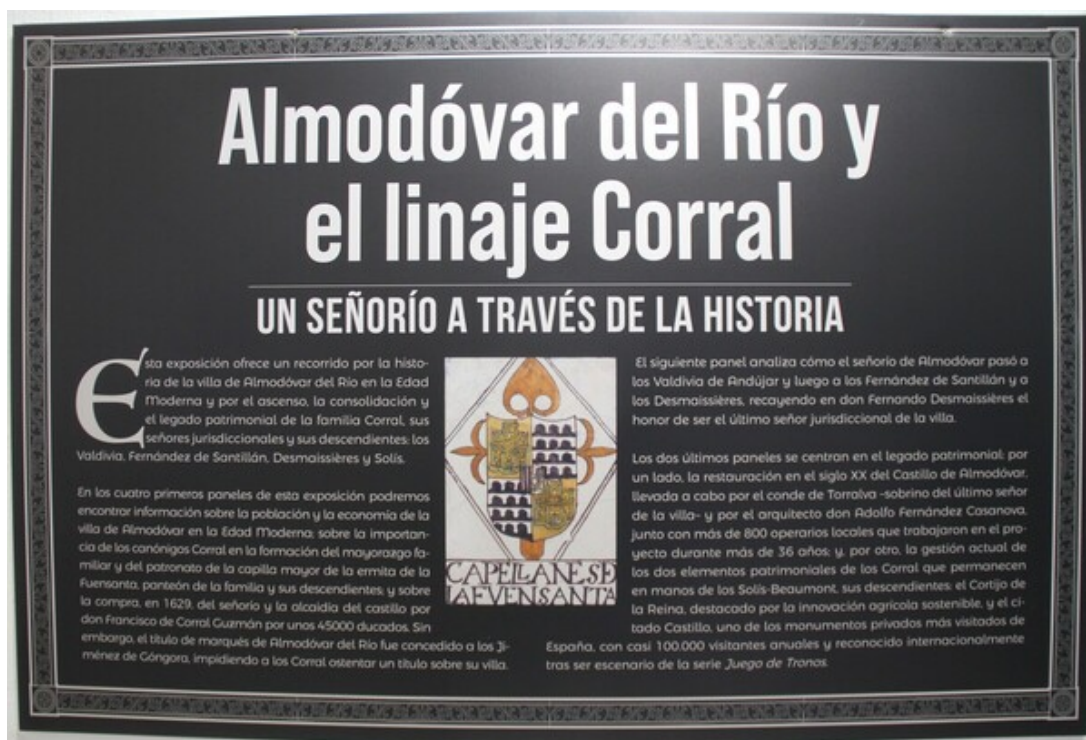 Almodóvar del Río y
el linaje Corral
UN SEÑORÍO A TRAVÉS DE LA HISTORIA
Esta exposición ofrece un recorrido por la histo-
ria de la villa de Almodóvar del Río en la Edad
Moderna y por el ascenso, la consolidación y
el legado patrimonial de la familia Corral, sus
señores jurisdiccionales y sus descendientes: los
Valdivia, Fernández de Santillán, Desmaissières y Solís.
En los cuatro primeros paneles de esta exposición podremos
encontrar información sobre la población y la economía de la
villa de Almodóvar en la Edad Moderna; sobre la importan-
cia de los canónigos Corral en la formación del mayorazgo fa-
miliar y del patronato de la capilla mayor de la ermita de la
Fuensanta, panteón de la familia y sus descendientes; y sobre
la compra, en 1629, del señorío y la alcaidía del castillo por
don Francisco de Corral Guzmán por unos 45000 ducados. Sin
embargo, el título de marqués de Almodóvar del Río fue concedido a los Ji-
ménez de Góngora, impidiendo a los Corral ostentar un título sobre su villa.
CAPELLANESD
LAFVENSANTA
El siguiente panel analiza cómo el señorío de Almodóvar pasó a
los Valdivia de Andújar y luego a los Fernández de Santillán y a
los Desmaissières, recayendo en don Fernando Desmaissières el
honor de ser el último señor jurisdiccional de la villa.
Los dos últimos paneles se centran en el legado patrimonial: por
un lado, la restauración en el siglo XX del Castillo de Almodóvar,
llevada a cabo por el conde de Torralva -sobrino del último señor
de la villa- y por el arquitecto don Adolfo Fernández Casanova,
junto con más de 800 operarios locales que trabajaron en el pro-
yecto durante más de 36 años; y, por otro, la gestión actual de
los dos elementos patrimoniales de los Corral que permanecen
en manos de los Solís-Beaumont, sus descendientes: el Cortijo de
la Reina, destacado por la innovación agrícola sostenible, y el ci-
tado Castillo, uno de los monumentos privados más visitados de
España, con casi 100.000 visitantes anuales y reconocido internacionalmente
tras ser escenario de la serie Juego de Tronos.